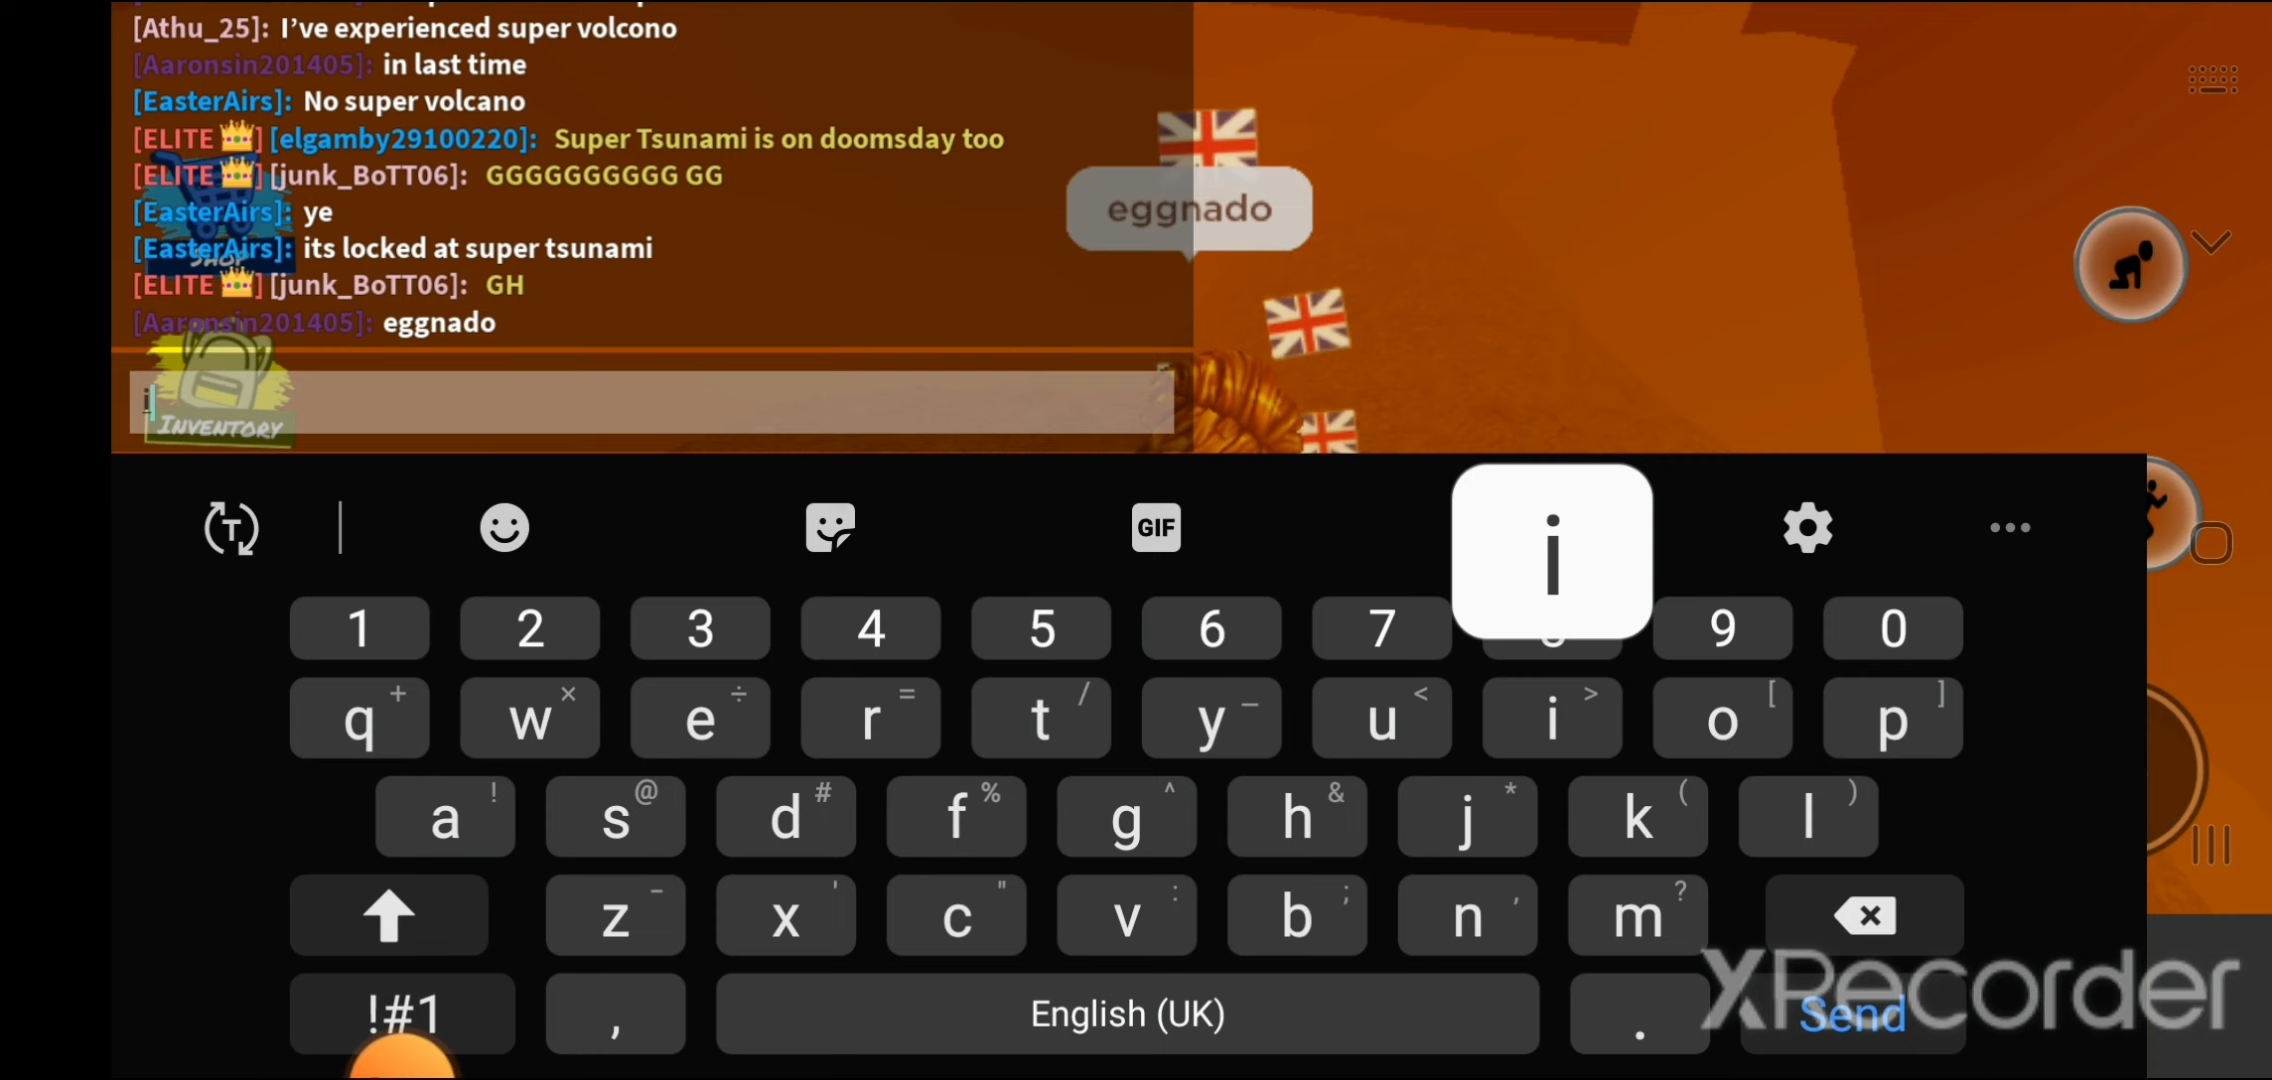 [Athu_25]: I've experienced super volcono
[Aaronsin201405]: in last time
[EasterAirs]: No super volcano
[ELITE 👑] [elgamby29100220]: Super Tsunami is on doomsday too
[ELITE 👑] [junk_BoTT06]: GGGGGGGGGG GG
[EasterAirs]: ye
[EasterAirs]: its locked at super tsunami
SHOP
[ELITE 👑] [junk_BoTT06]: GH
[Aaronsin201405]: eggnado
eggnado
i
INVENTORY
T
GIF
i
1 2 3 4 5 6 7 9 0
q + w × e ÷ r = t / y _ u < i > o [ p ]
a ! s @ d # f % g ^ h & j * k ( l )
z - x ' c " v : b ; n , m ?
!#1 , English (UK) . Send
XRecorder